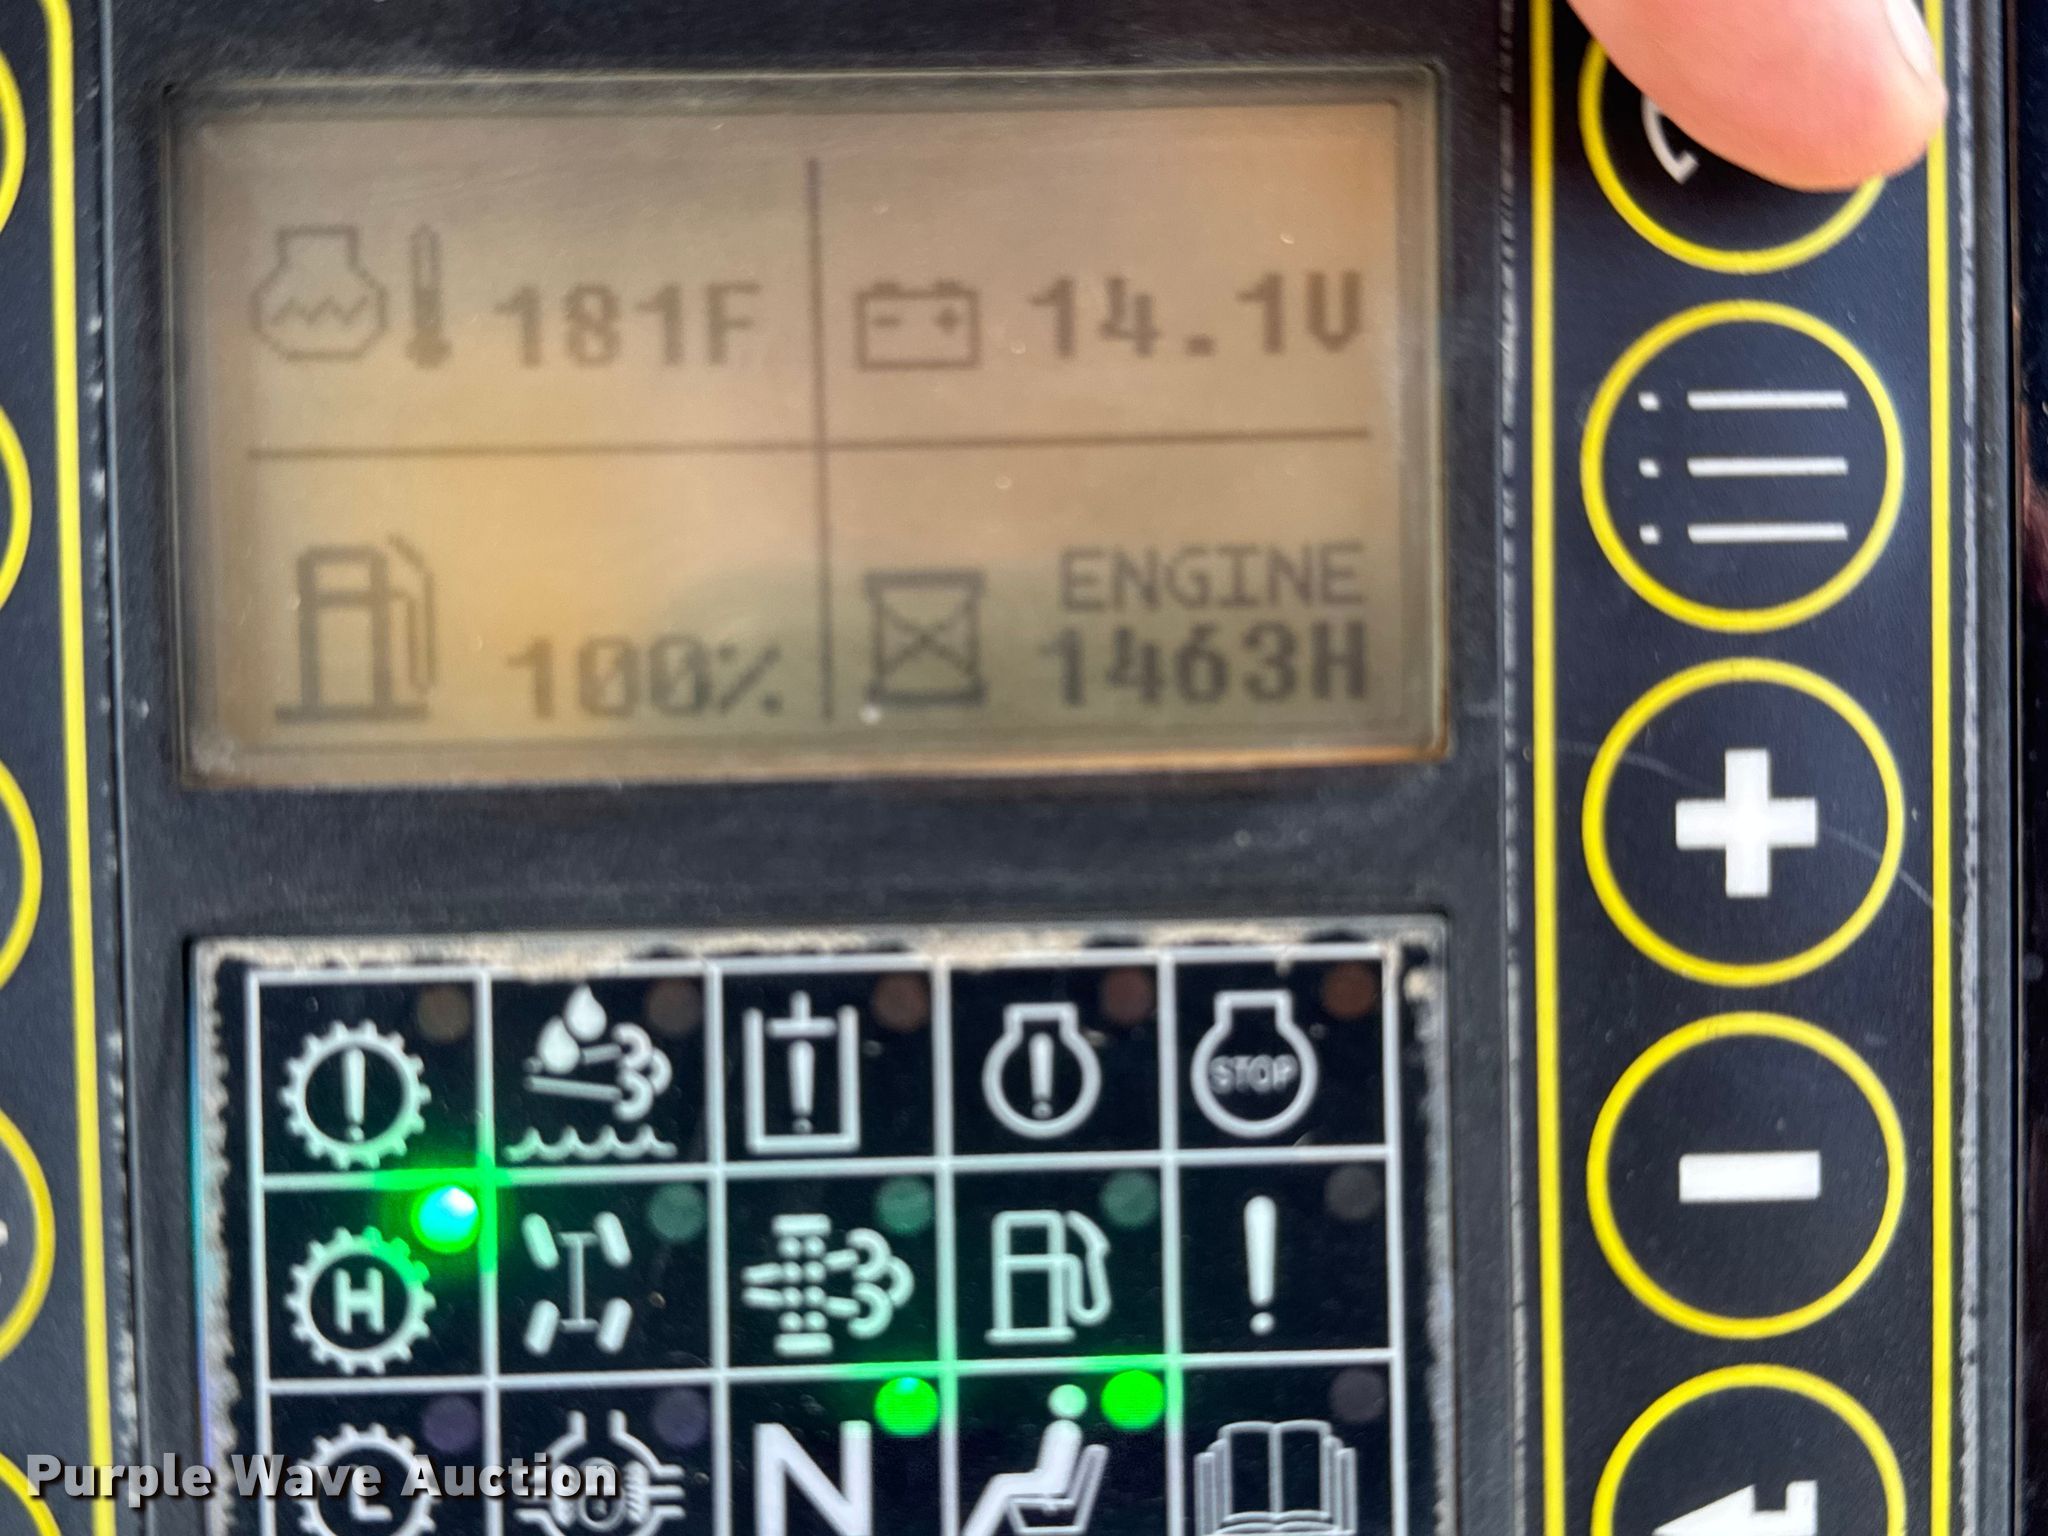 181F
14.1V
100%
ENGINE
1463H
STOP
H
L
N
Purple Wave Auction